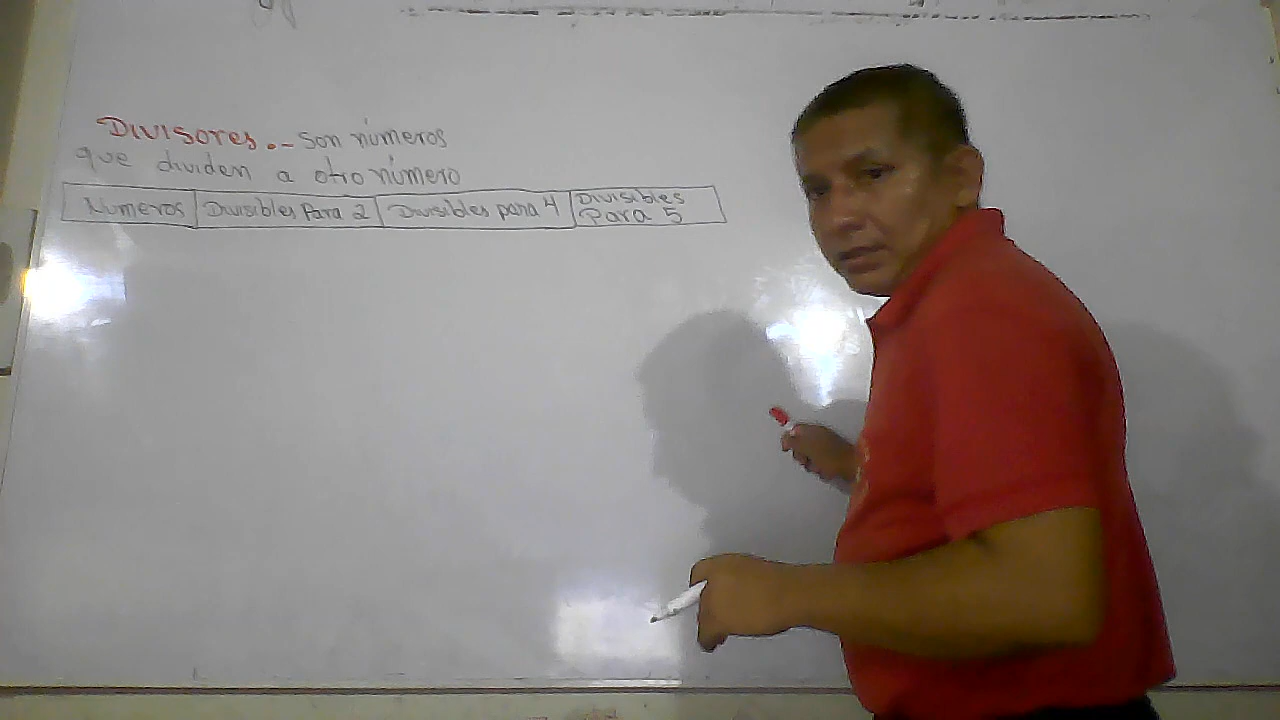 Divisores.- Son números
que dividen a otro número
Números Divisibles Para 2 Divisibles para 4 Divisibles
Para 5